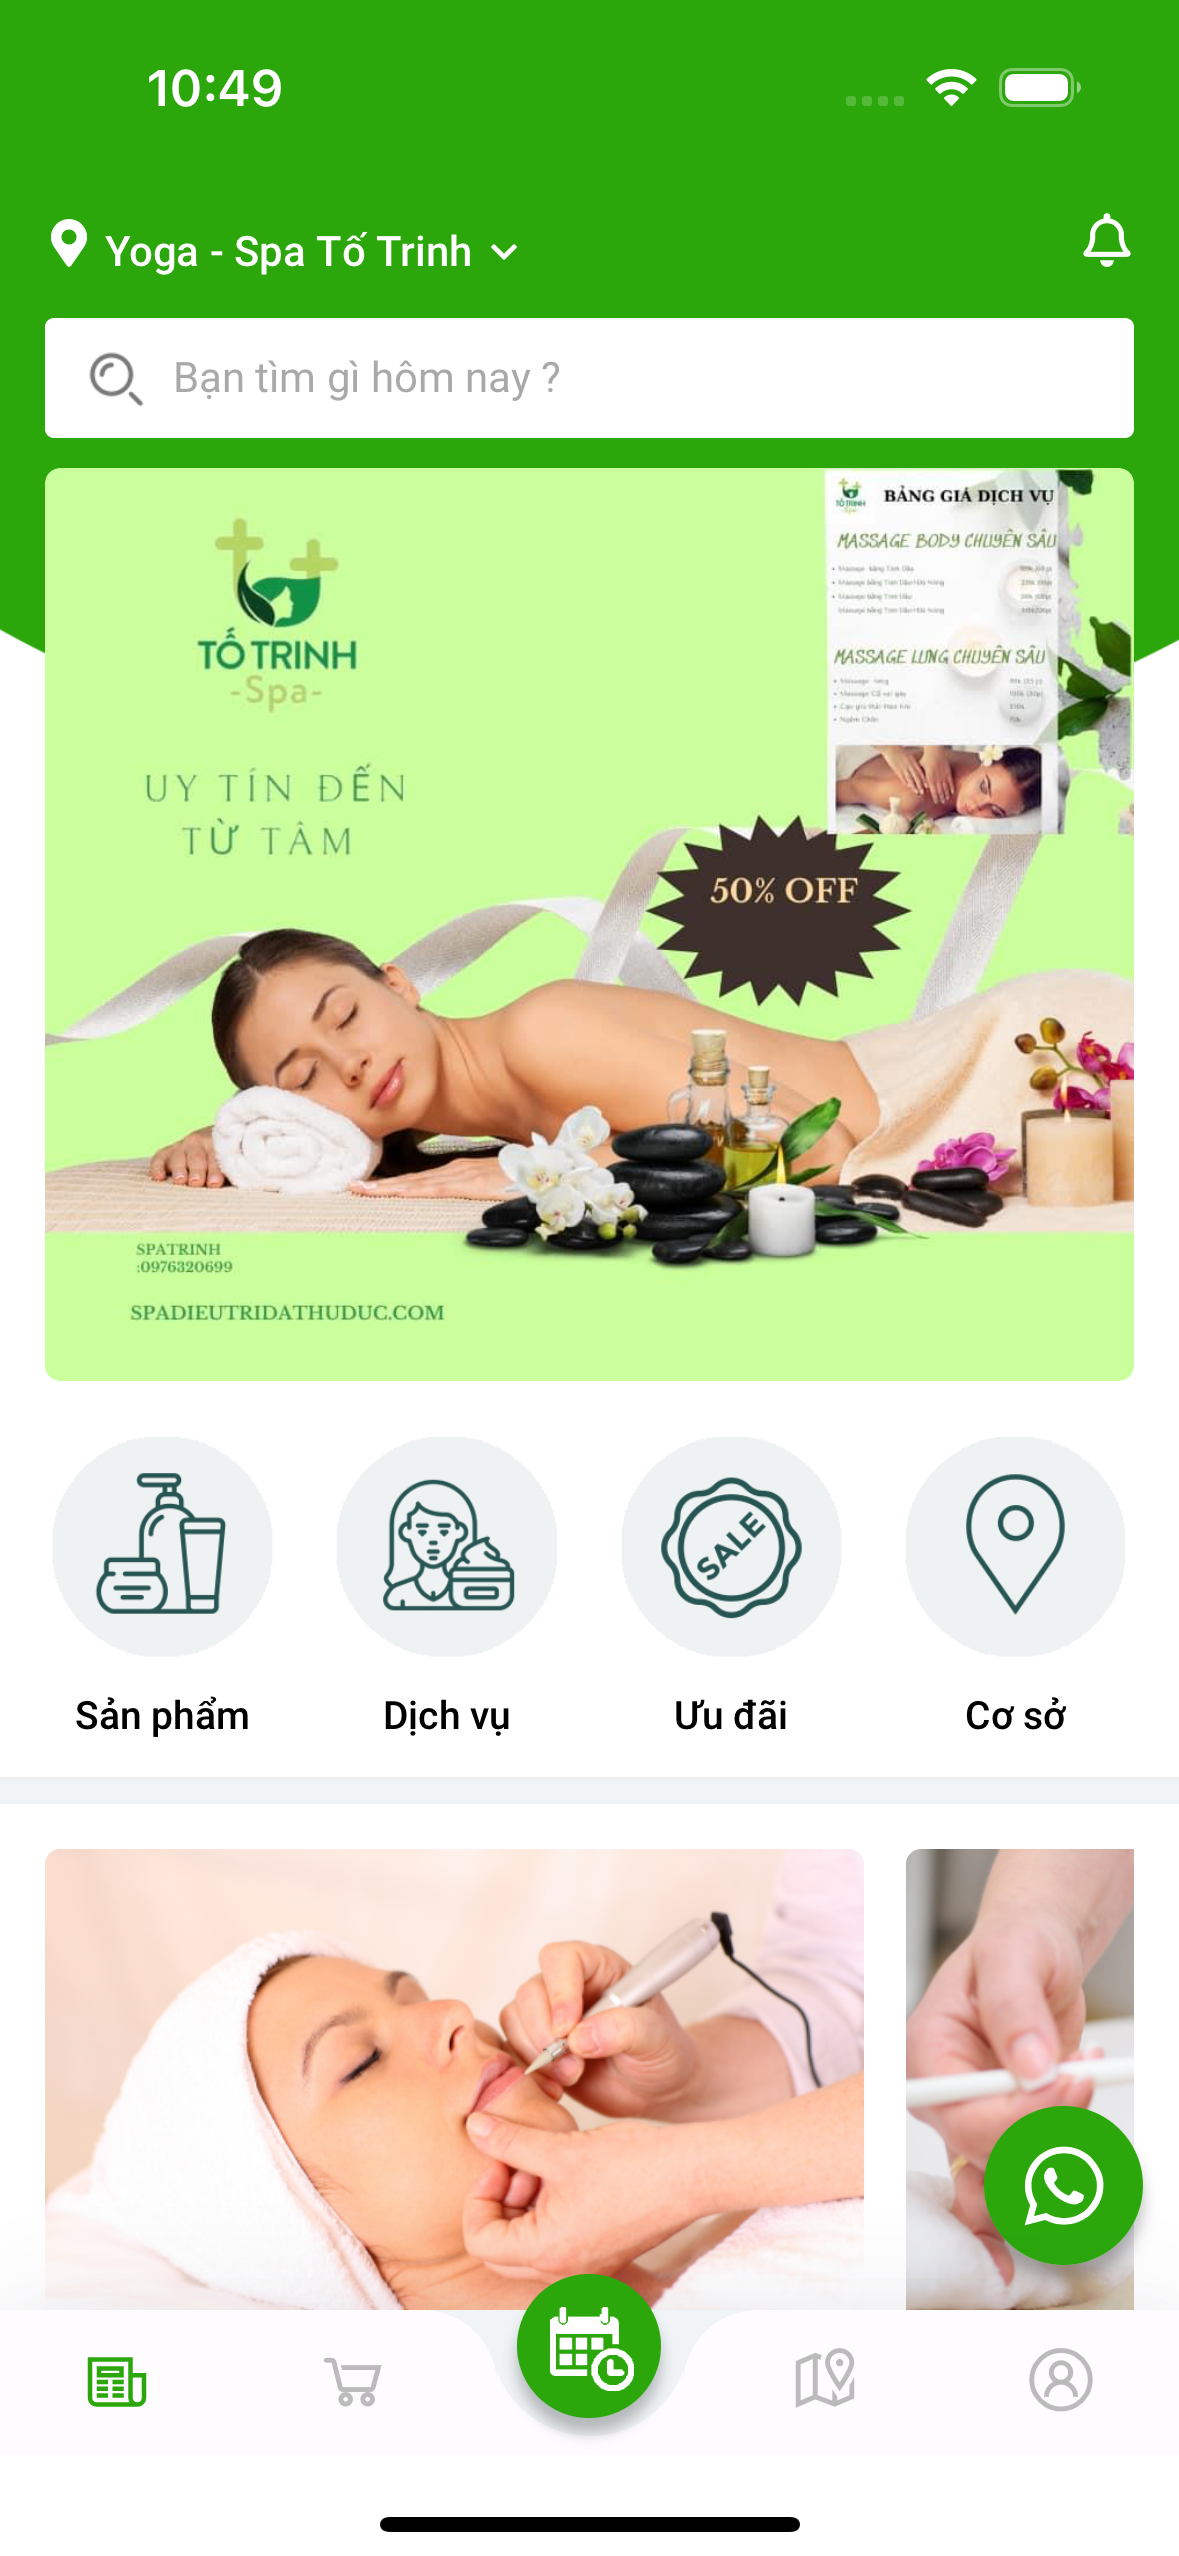 10:49
Yoga - Spa Tố Trinh
Bạn tìm gì hôm nay ?
TỐ TRINH
-Spa-
UY TÍN ĐẾN
TỪ TÂM
TỐ TRINH
BẢNG GIÁ DỊCH VỤ
MASSAGE BODY CHUYÊN SÂU
MASSAGE LƯNG CHUYÊN SÂU
50% OFF
SPATRINH
:0976320699
SPADIEUTRIDATHUDUC.COM
SALE
Sản phẩm
Dịch vụ
Ưu đãi
Cơ sở